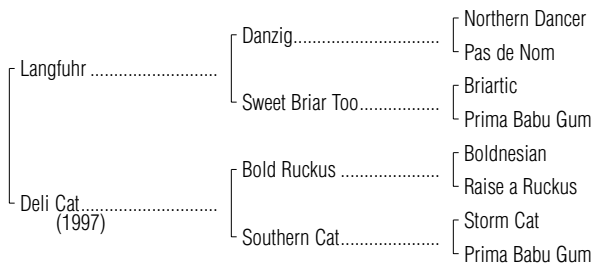 Northern Dancer
Danzig..................................
Pas de Nom
Langfuhr .............................
Briartic
Sweet Briar Too...................
Prima Babu Gum
Boldnesian
Bold Ruckus .......................
Raise a Ruckus
Deli Cat...............................
(1997)
Storm Cat
Southern Cat.......................
Prima Babu Gum